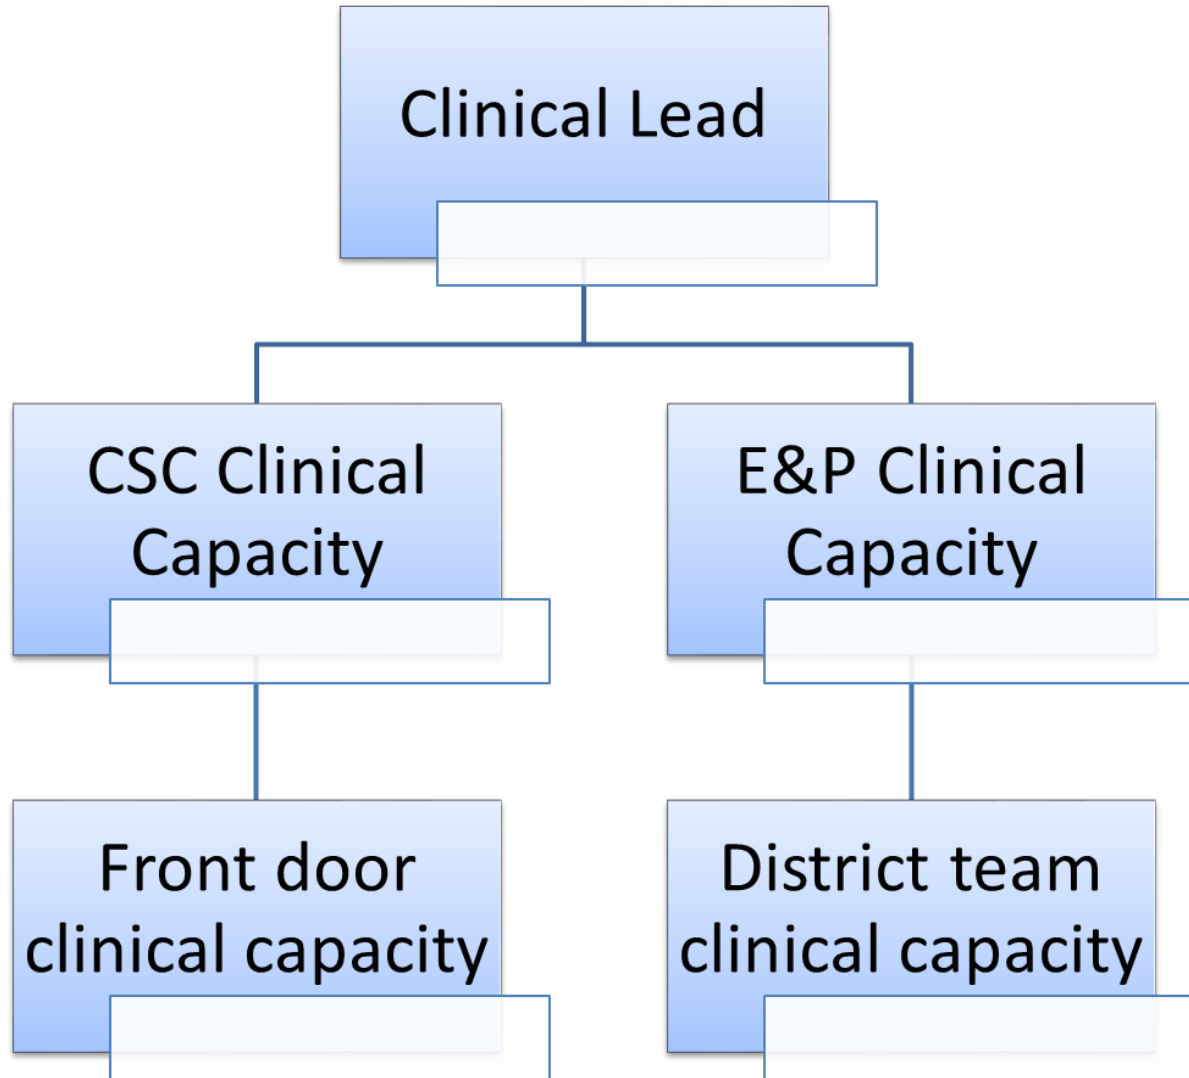 Clinical Lead
CSC Clinical
Capacity
E&P Clinical
Capacity
Front door
clinical capacity
District team
clinical capacity